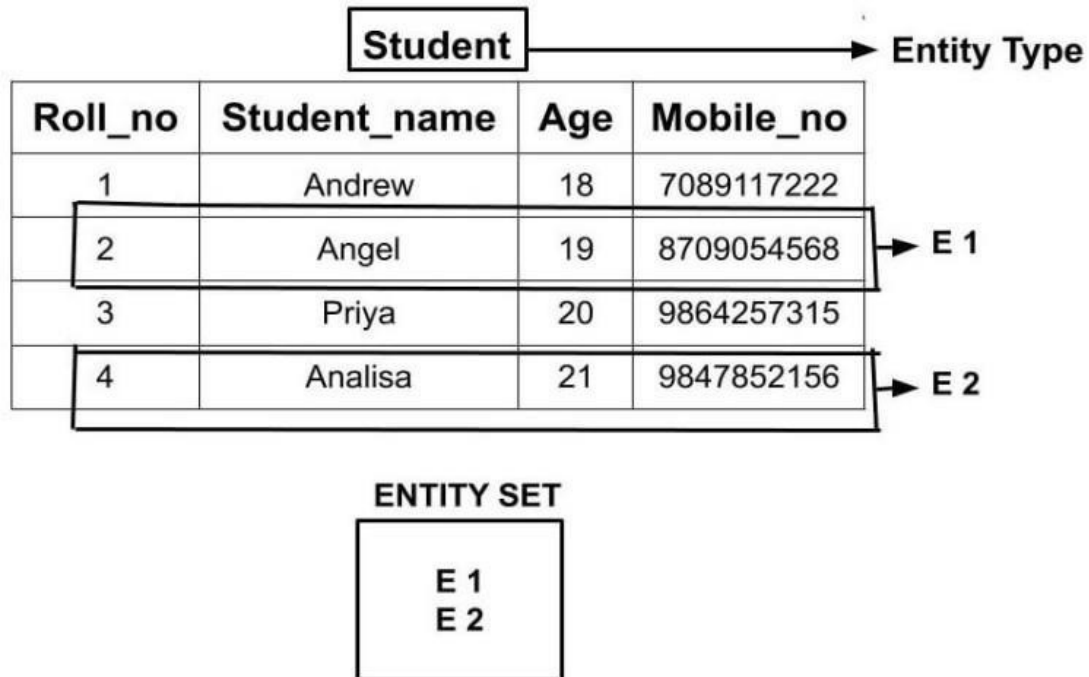 Student
Entity Type
Roll_no Student_name Age Mobile_no
1 Andrew 18 7089117222
2 Angel 19 8709054568 E 1
3 Priya 20 9864257315
4 Analisa 21 9847852156 E 2
ENTITY SET
E 1
E 2